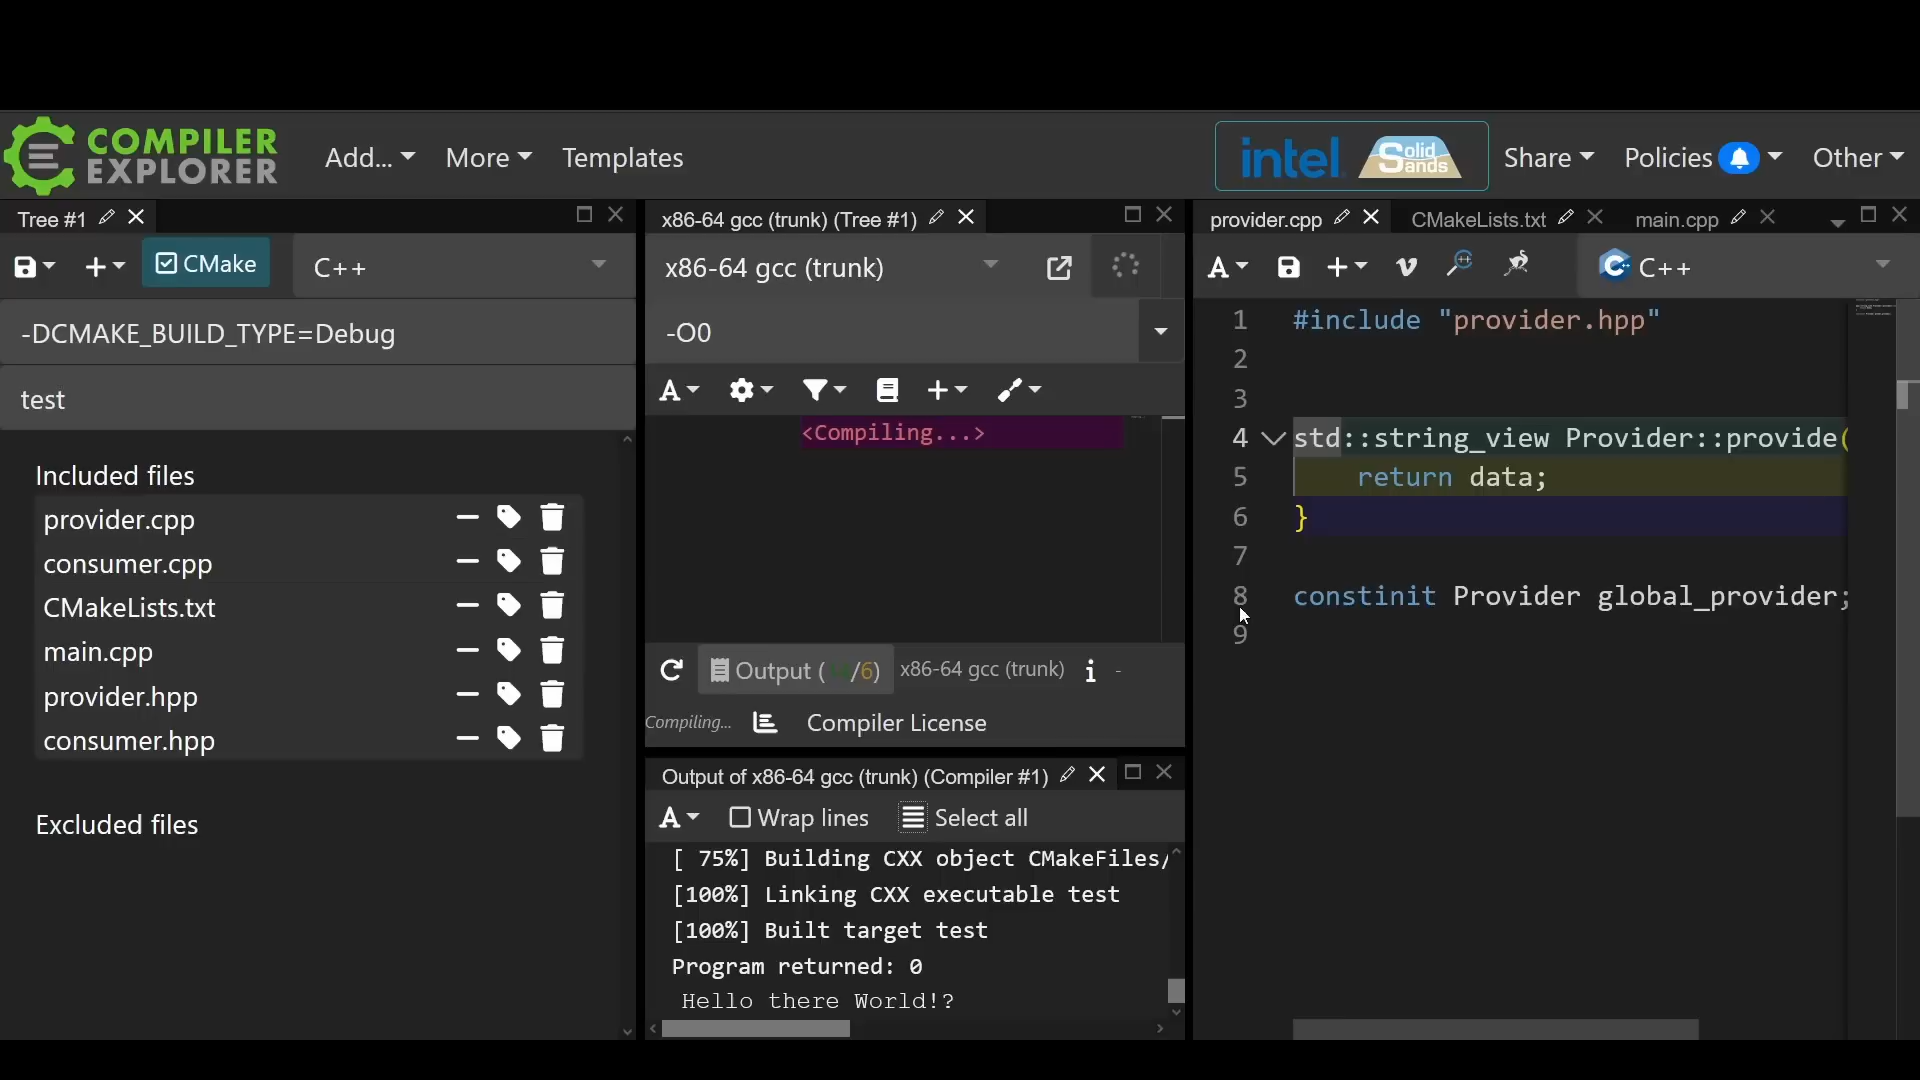 COMPILER
EXPLORER
Add...
More
Templates
intel
Solid
Sands
Share
Policies
Other
Tree #1
CMake
C++
-DCMAKE_BUILD_TYPE=Debug
test
Included files
provider.cpp
consumer.cpp
CMakeLists.txt
main.cpp
provider.hpp
consumer.hpp
Excluded files
x86-64 gcc (trunk) (Tree #1)
x86-64 gcc (trunk)
-O0
A
<Compiling...>
Output ( /6) x86-64 gcc (trunk) i -
Compiling... Compiler License
Output of x86-64 gcc (trunk) (Compiler #1)
A Wrap lines Select all
[ 75%] Building CXX object CMakeFiles/
[100%] Linking CXX executable test
[100%] Built target test
Program returned: 0
Hello there World!?
provider.cpp CMakeLists.txt main.cpp
A C++
1 #include "provider.hpp"
2
3
4 std::string_view Provider::provide(
5 return data;
6 }
7
8 constinit Provider global_provider;
9